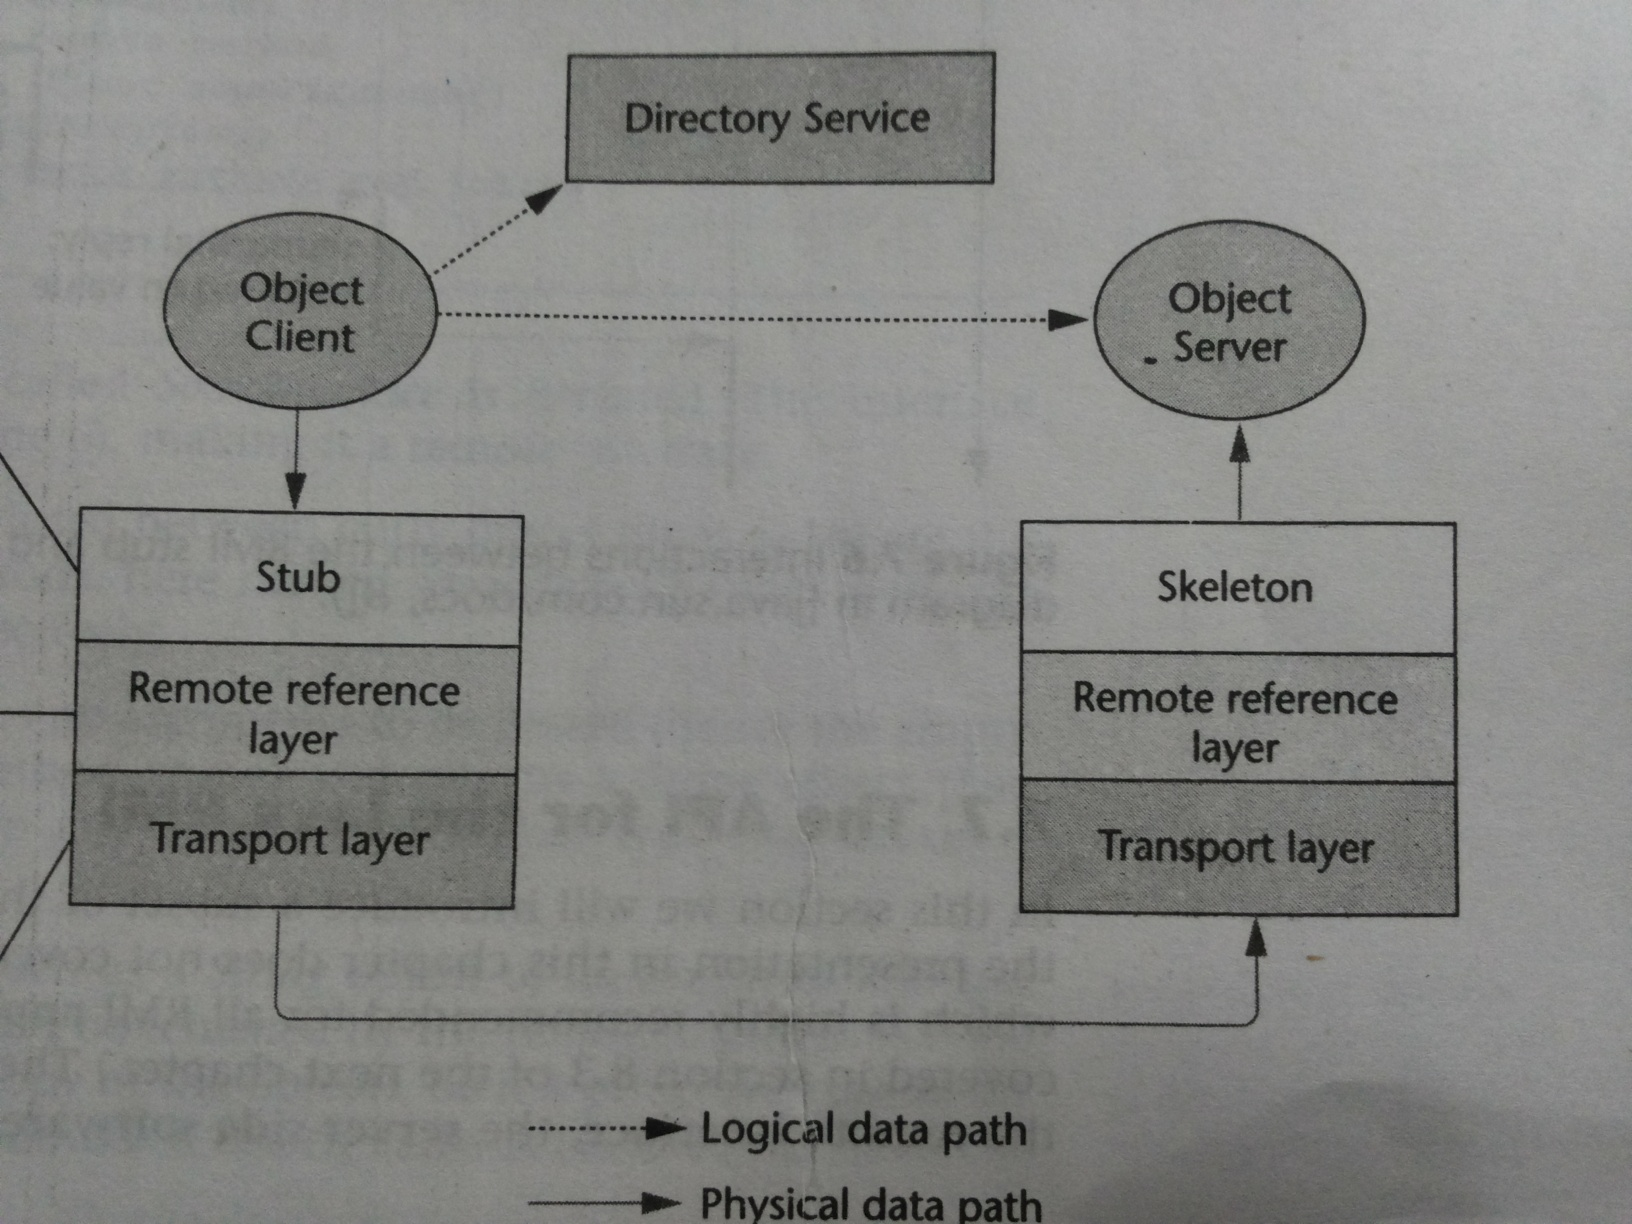 Directory Service
Object
Client
Object
Server
Stub
Remote reference
layer
Transport layer
Skeleton
Remote reference
layer
Transport layer
Logical data path
Physical data path